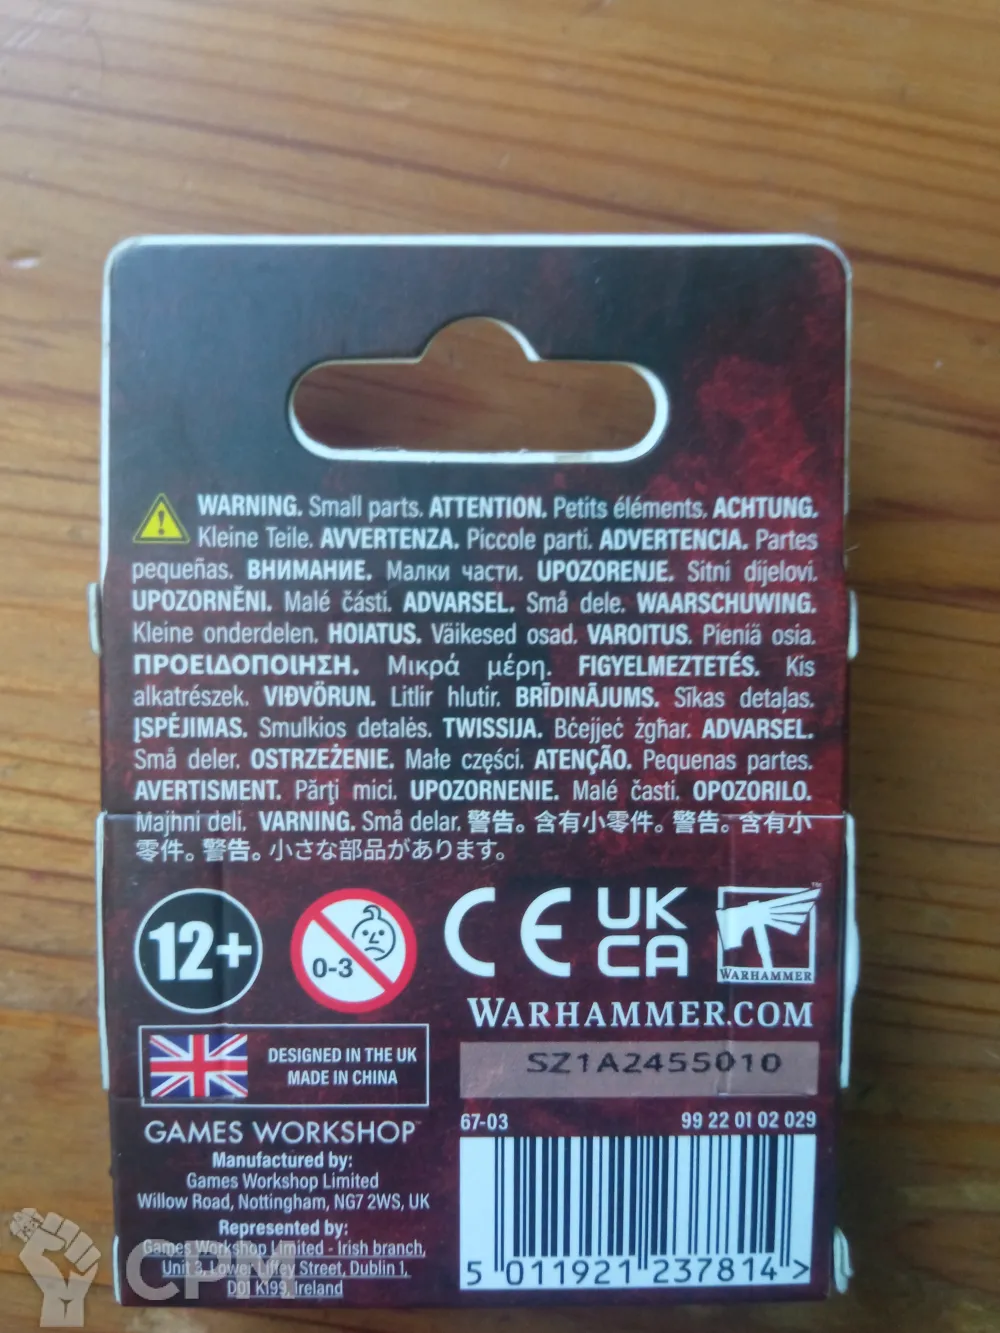 WARNING. Small parts. ATTENTION. Petits éléments. ACHTUNG.
Kleine Teile. AVVERTENZA. Piccole parti. ADVERTENCIA. Partes
pequeñas. ВНИМАНИЕ. Малки части. UPOZORENJE. Sitni dijelovi.
UPOZORNĚNI. Malé části. ADVARSEL. Små dele. WAARSCHUWING.
Kleine onderdelen. HOIATUS. Väikesed osad. VAROITUS. Pieniä osia.
ΠΡΟΕΙΔΟΠΟΙΗΣΗ. Μικρά μέρη. FIGYELMEZTETÉS. Kis
alkatrészek. VIÐVÖRUN. Litlir hlutir. BRĪDINĀJUMS. Sīkas detaļas.
ĮSPĖJIMAS. Smulkios detalės. TWISSIJA. Bċejjeċ żgħar. ADVARSEL.
Små deler. OSTRZEŻENIE. Małe części. ATENÇÃO. Pequenas partes.
AVERTISMENT. Părți mici. UPOZORNENIE. Malé časti. OPOZORILO.
Majhni deli. VARNING. Små delar. 警告。含有小零件。警告。含有小
零件。警告。小さな部品があります。
12+
0-3
CE
UK
CA
WARHAMMER
™
WARHAMMER.COM
DESIGNED IN THE UK
MADE IN CHINA
SZ1A2455010
GAMES WORKSHOP™
67-03 99 22 01 02 029
Manufactured by:
Games Workshop Limited
Willow Road, Nottingham, NG7 2WS, UK
Represented by:
Games Workshop Limited - Irish branch,
Unit 3, Lower Liffey Street, Dublin 1,
D01 K199, Ireland
5 011921 237814 >
CPM